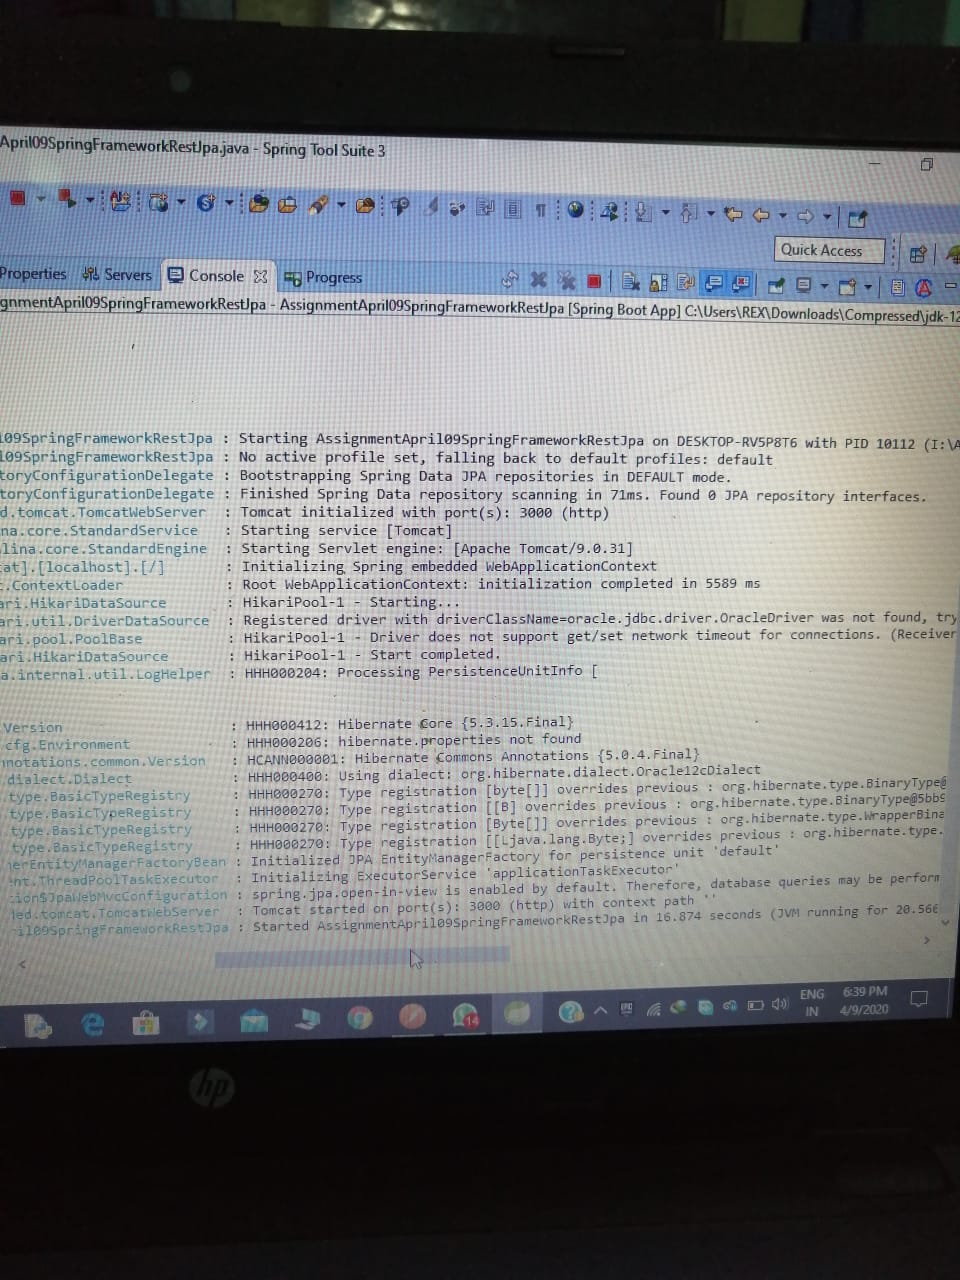 April09SpringFrameworkRestJpa.java - Spring Tool Suite 3
Quick Access
Properties Servers Console Progress
gnmentApril09SpringFrameworkRestJpa - AssignmentApril09SpringFrameworkRestJpa [Spring Boot App] C:\Users\REX\Downloads\Compressed\jdk-12
l09SpringFrameworkRestJpa : Starting AssignmentApril09SpringFrameworkRestJpa on DESKTOP-RV5P8T6 with PID 10112 (I:\A
l09SpringFrameworkRestJpa : No active profile set, falling back to default profiles: default
toryConfigurationDelegate : Bootstrapping Spring Data JPA repositories in DEFAULT mode.
toryConfigurationDelegate : Finished Spring Data repository scanning in 71ms. Found 0 JPA repository interfaces.
d.tomcat.TomcatWebServer : Tomcat initialized with port(s): 3000 (http)
na.core.StandardService : Starting service [Tomcat]
lina.core.StandardEngine : Starting Servlet engine: [Apache Tomcat/9.0.31]
cat].[localhost].[/] : Initializing Spring embedded WebApplicationContext
t.ContextLoader : Root WebApplicationContext: initialization completed in 5589 ms
ari.HikariDataSource : HikariPool-1 - Starting...
ari.util.DriverDataSource : Registered driver with driverClassName=oracle.jdbc.driver.OracleDriver was not found, try
ari.pool.PoolBase : HikariPool-1 - Driver does not support get/set network timeout for connections. (Receiver
ari.HikariDataSource : HikariPool-1 - Start completed.
a.internal.util.LogHelper : HHH000204: Processing PersistenceUnitInfo [
Version : HHH000412: Hibernate Core {5.3.15.Final}
cfg.Environment : HHH000206: hibernate.properties not found
nnotations.common.Version : HCANN000001: Hibernate Commons Annotations {5.0.4.Final}
dialect.Dialect : HHH000400: Using dialect: org.hibernate.dialect.Oracle12cDialect
type.BasicTypeRegistry : HHH000270: Type registration [byte[]] overrides previous : org.hibernate.type.BinaryType@
type.BasicTypeRegistry : HHH000270: Type registration [[B] overrides previous : org.hibernate.type.BinaryType@5bb9
type.BasicTypeRegistry : HHH000270: Type registration [Byte[]] overrides previous : org.hibernate.type.WrapperBina
type.BasicTypeRegistry : HHH000270: Type registration [[Ljava.lang.Byte;] overrides previous : org.hibernate.type.
nerEntityManagerFactoryBean : Initialized JPA EntityManagerFactory for persistence unit 'default'
nt.ThreadPoolTaskExecutor : Initializing ExecutorService 'applicationTaskExecutor'
tion$JpaWebMvcConfiguration : spring.jpa.open-in-view is enabled by default. Therefore, database queries may be perform
ded.tomcat.TomcatWebServer : Tomcat started on port(s): 3000 (http) with context path ''
ril09SpringFrameworkRestJpa : Started AssignmentApril09SpringFrameworkRestJpa in 16.874 seconds (JVM running for 20.566
14
ENG
IN
6:39 PM
4/9/2020
hp